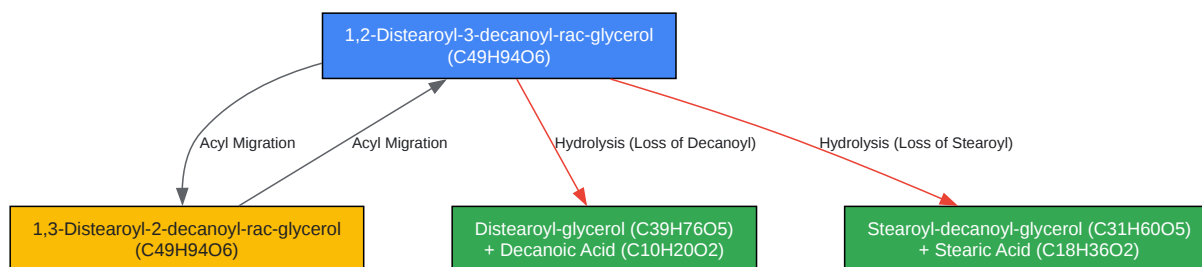 1,2-Distearoyl-3-decanoyl-rac-glycerol
(C49H94O6)
Acyl Migration
Acyl Migration
Hydrolysis (Loss of Decanoyl)
Hydrolysis (Loss of Stearoyl)
1,3-Distearoyl-2-decanoyl-rac-glycerol
(C49H94O6)
Distearoyl-glycerol (C39H76O5)
+ Decanoic Acid (C10H20O2)
Stearoyl-decanoyl-glycerol (C31H60O5)
+ Stearic Acid (C18H36O2)